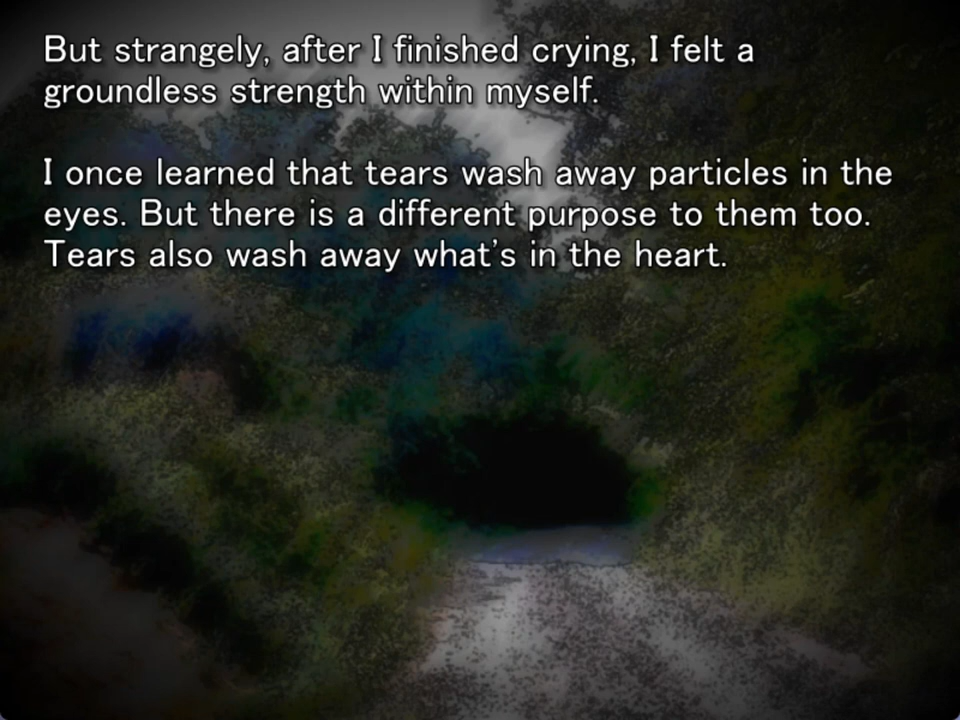 But strangely, after I finished crying, I felt a
groundless strength within myself.
I once learned that tears wash away particles in the
eyes. But there is a different purpose to them too.
Tears also wash away what's in the heart.